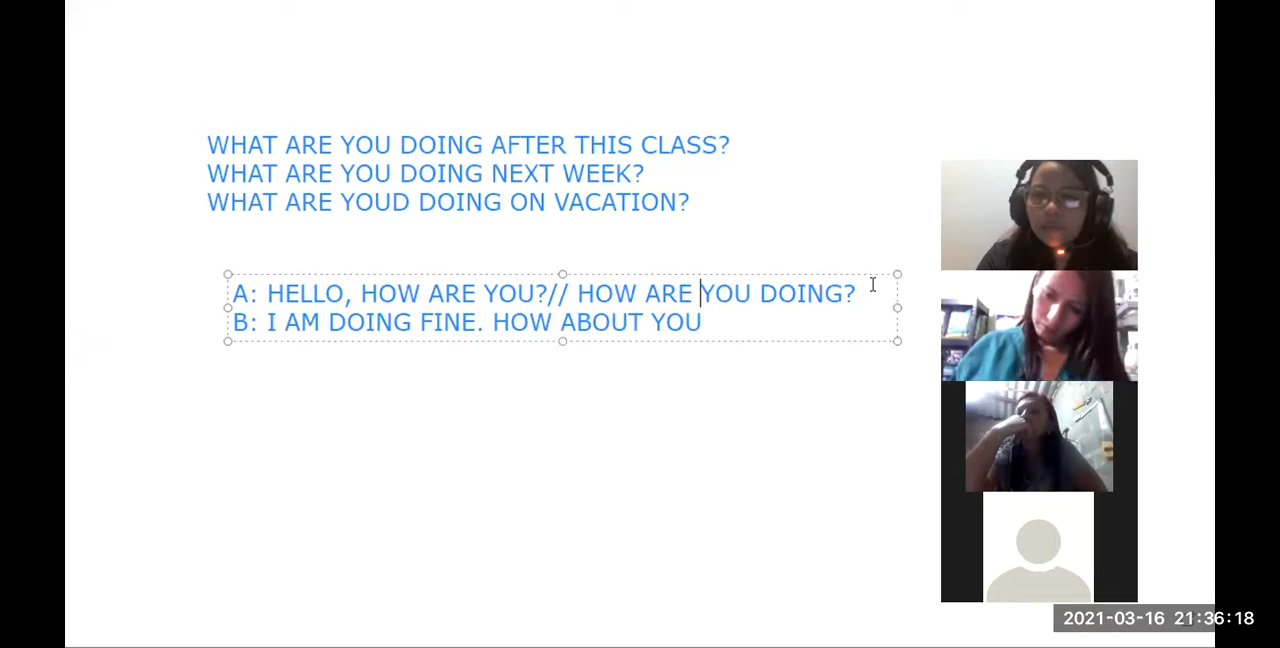 WHAT ARE YOU DOING AFTER THIS CLASS?
WHAT ARE YOU DOING NEXT WEEK?
WHAT ARE YOUD DOING ON VACATION?
A: HELLO, HOW ARE YOU?// HOW ARE YOU DOING?
B: I AM DOING FINE. HOW ABOUT YOU
2021-03-16 21:36:18